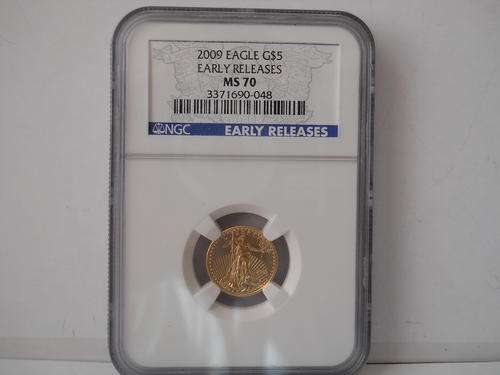 2009 EAGLE G$5
EARLY RELEASES
MS 70
3371690-048
NGC EARLY RELEASES